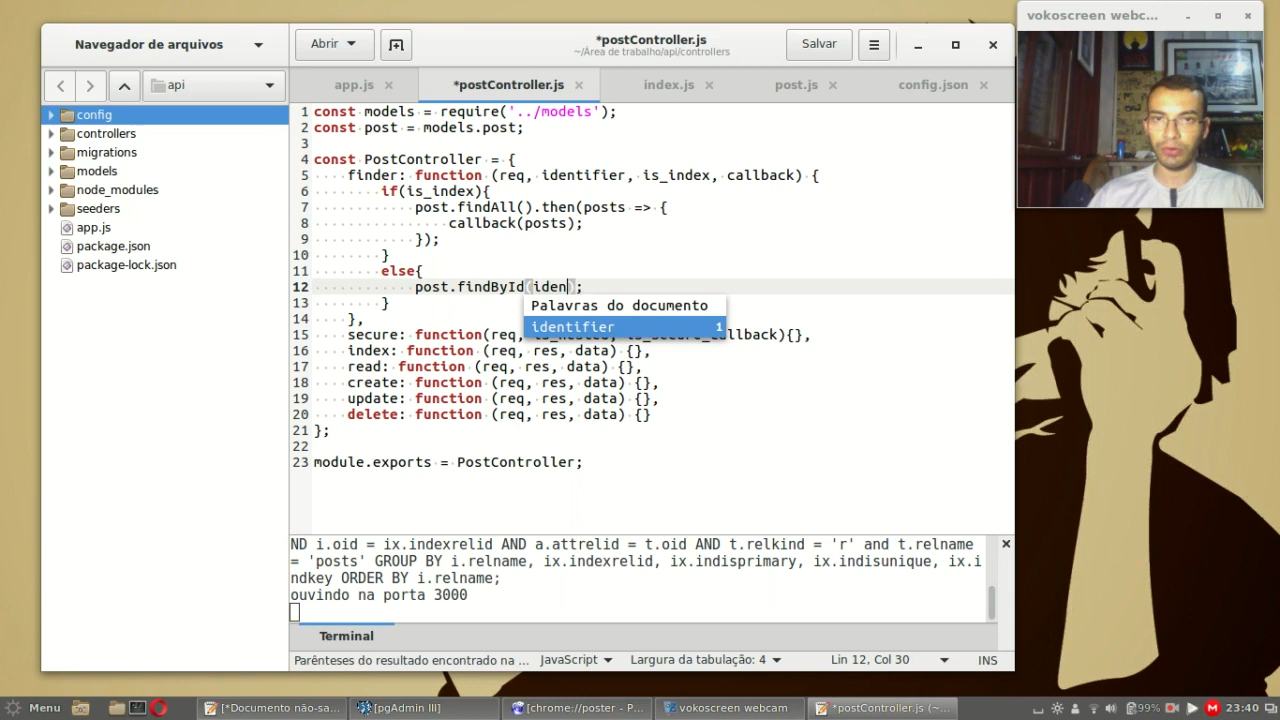 vokoscreen webc...
Navegador de arquivos
Abrir
*postController.js
~/Área de trabalho/api/controllers
Salvar
api
app.js
*postController.js
index.js
post.js
config.json
config
controllers
migrations
models
node_modules
seeders
app.js
package.json
package-lock.json
1 const models = require('../models');
2 const post = models.post;
3
4 const PostController = {
5 finder: function (req, identifier, is_index, callback) {
6 if(is_index){
7 post.findAll().then(posts => {
8 callback(posts);
9 });
10 }
11 else{
12 post.findById(iden);
13 }
14 },
15 secure: function(req, callback){},
16 index: function (req, res, data) {},
17 read: function (req, res, data) {},
18 create: function (req, res, data) {},
19 update: function (req, res, data) {},
20 delete: function (req, res, data) {}
21 };
22
23 module.exports = PostController;
Palavras do documento
identifier 1
ND i.oid = ix.indexrelid AND a.attrelid = t.oid AND t.relkind = 'r' and t.relname
= 'posts' GROUP BY i.relname, ix.indexrelid, ix.indisprimary, ix.indisunique, ix.i
ndkey ORDER BY i.relname;
ouvindo na porta 3000
Terminal
Parênteses do resultado encontrado na ... JavaScript Largura da tabulação: 4 Lin 12, Col 30 INS
Menu [*Documento não-sa... [pgAdmin III] [chrome://poster - P... vokoscreen webcam *postController.js (~... 99% 23:40